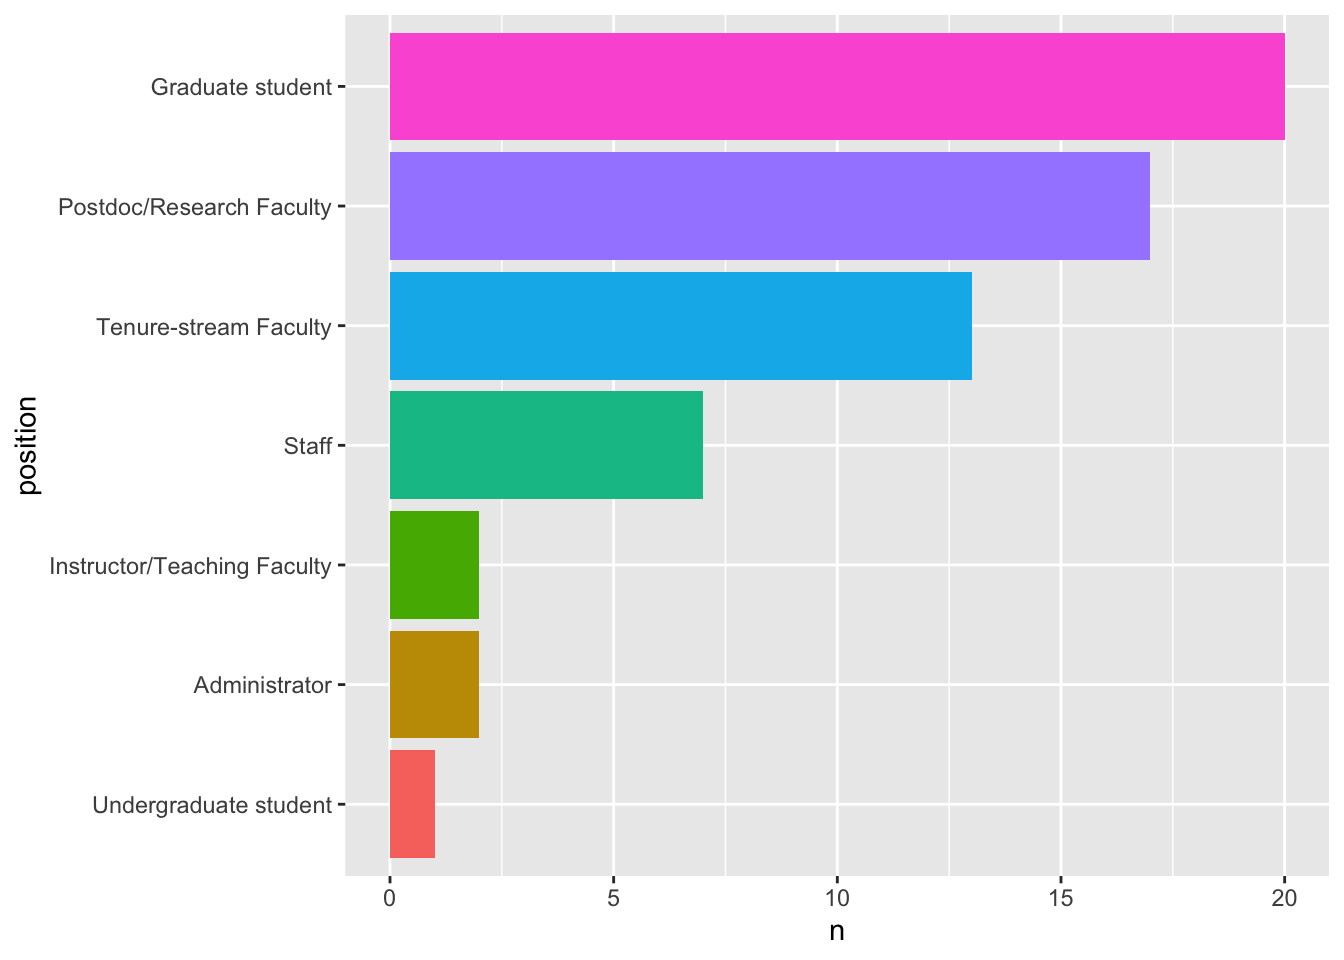 Graduate student
Postdoc/Research Faculty
Tenure-stream Faculty
Staff
Instructor/Teaching Faculty
Administrator
Undergraduate student
position
0 5 10 15 20
n